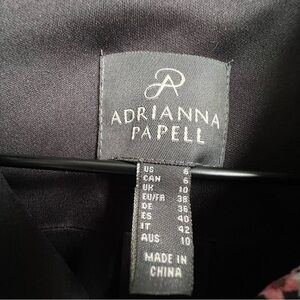 ADRIANNA
PAPELL
US 6
CAN 6
UK 10
EU/FR 38
DE 36
ES 40
IT 42
AUS 10
MADE IN
CHINA